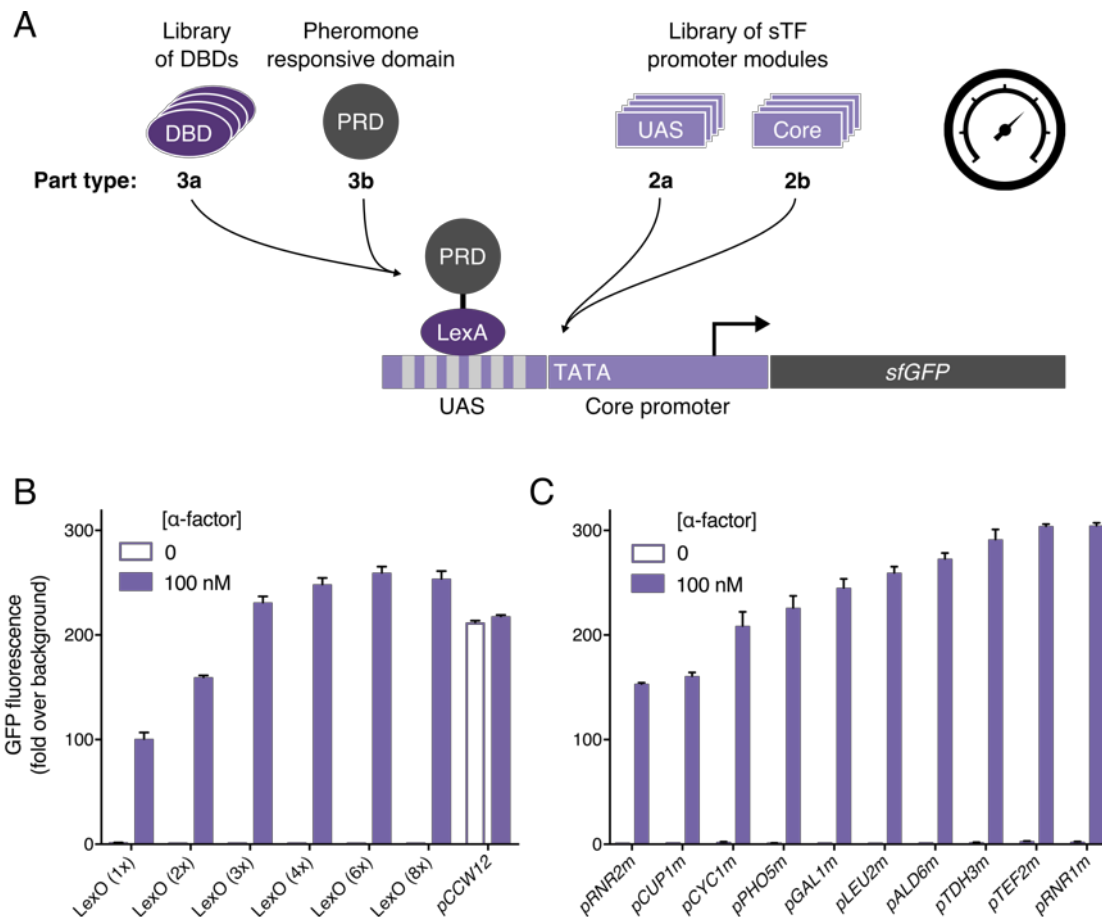 A
Library
of DBDs
Pheromone
responsive domain
Library of sTF
promoter modules
DBD
PRD
UAS
Core
Part type:
3a
3b
2a
2b
PRD
LexA
TATA
sfGFP
UAS
Core promoter
B
GFP fluorescence
(fold over background)
300
200
100
0
[α-factor]
0
100 nM
LexO (1x)
LexO (2x)
LexO (3x)
LexO (4x)
LexO (6x)
LexO (8x)
pCCW12
C
300
200
100
0
[α-factor]
0
100 nM
pRNR2m
pCUP1m
pCYC1m
pPHO5m
pGAL1m
pLEU2m
pALD6m
pTDH3m
pTEF2m
pRNR1m